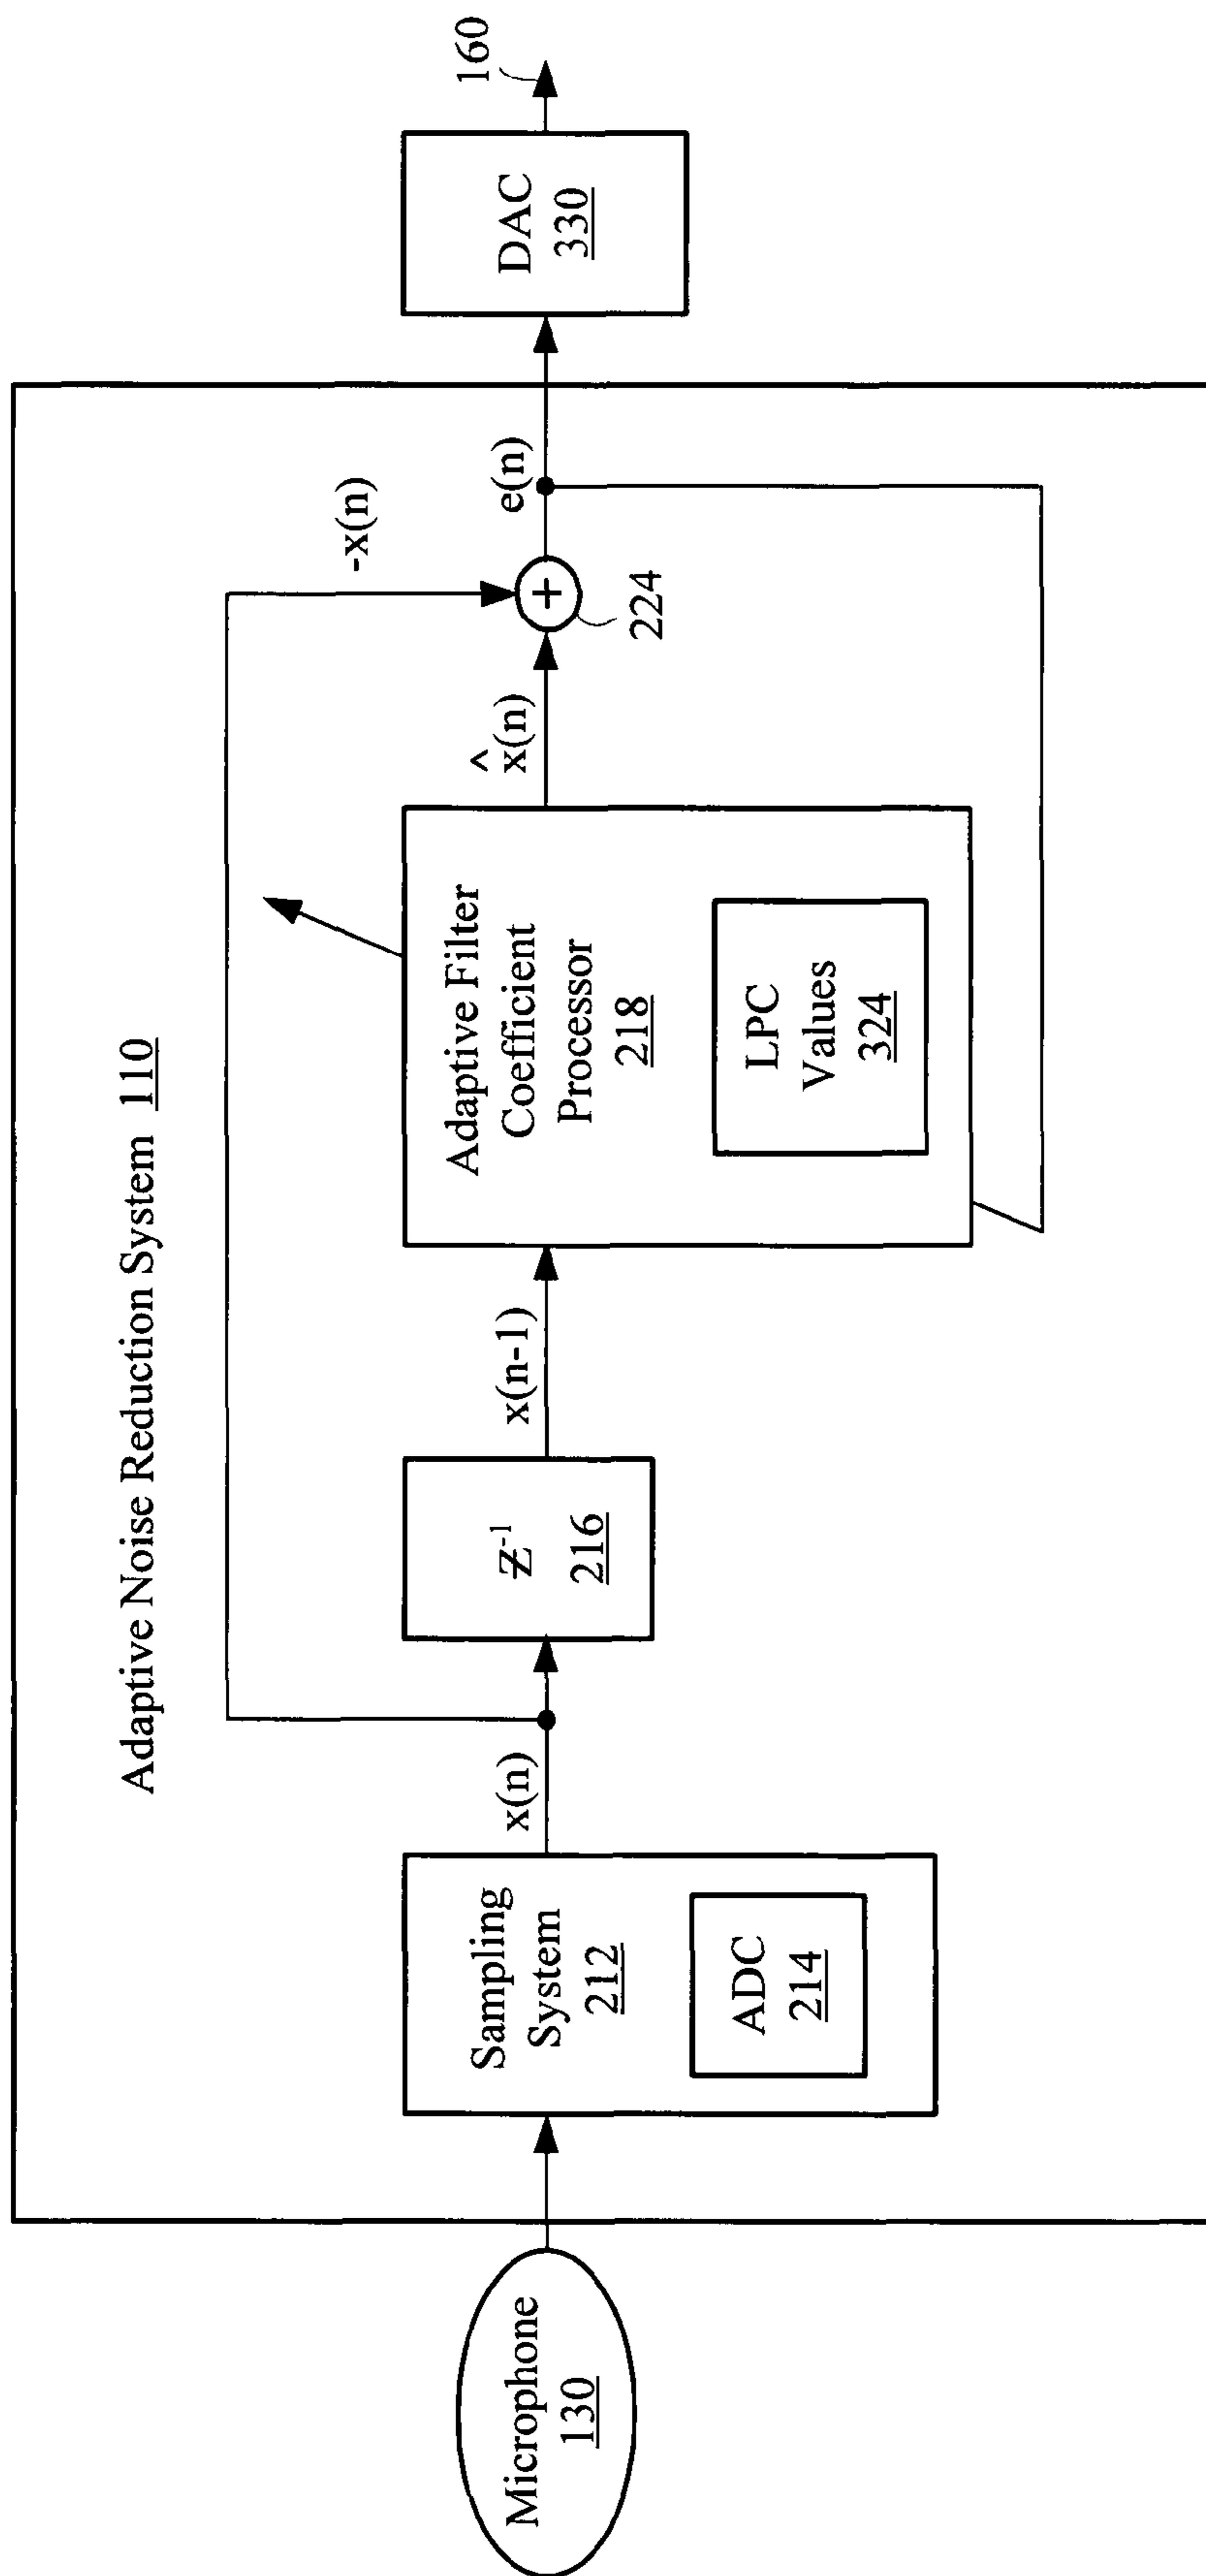 Adaptive Noise Reduction System 110
Microphone
130
Sampling
System
212
ADC
214
x(n)
Z-1
216
x(n-1)
Adaptive Filter
Coefficient
Processor
218
LPC
Values
324
^
x(n)
-x(n)
+
224
e(n)
DAC
330
160